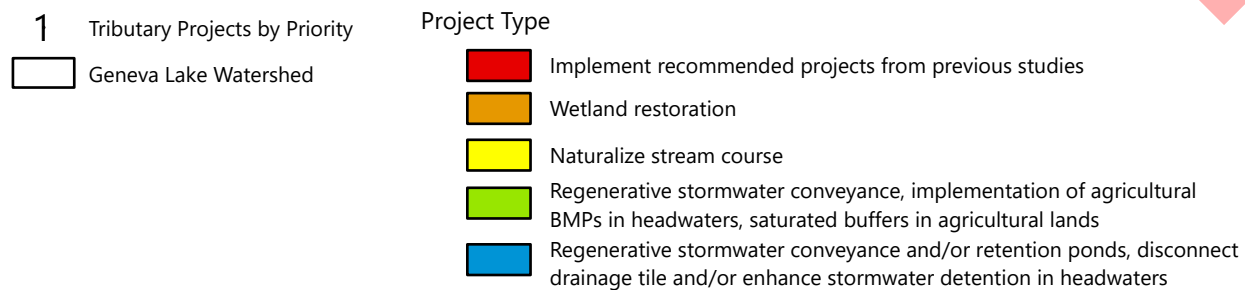 1 Tributary Projects by Priority
Geneva Lake Watershed
Project Type
Implement recommended projects from previous studies
Wetland restoration
Naturalize stream course
Regenerative stormwater conveyance, implementation of agricultural
BMPs in headwaters, saturated buffers in agricultural lands
Regenerative stormwater conveyance and/or retention ponds, disconnect
drainage tile and/or enhance stormwater detention in headwaters